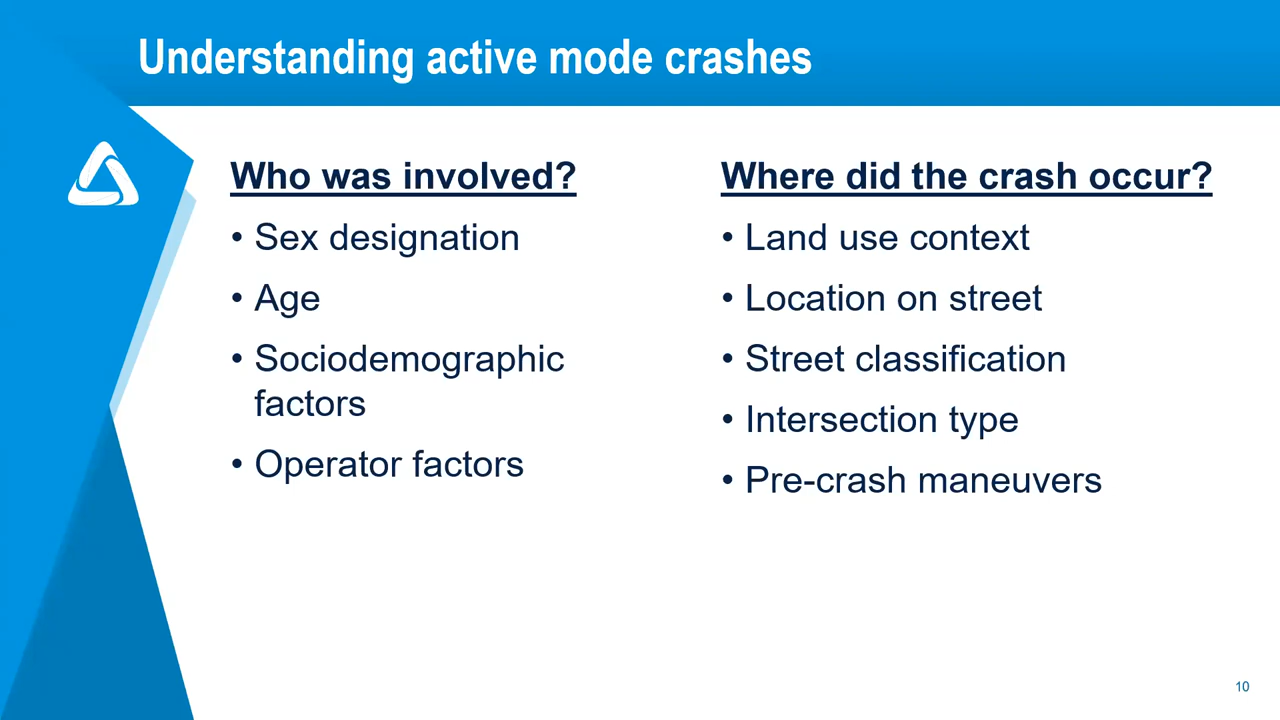 Understanding active mode crashes
Who was involved?
• Sex designation
• Age
• Sociodemographic
factors
• Operator factors
Where did the crash occur?
• Land use context
• Location on street
• Street classification
• Intersection type
• Pre-crash maneuvers
10